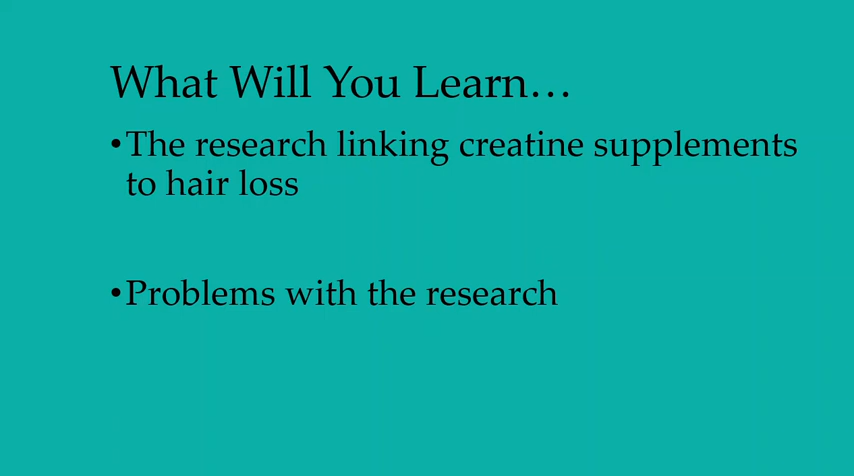 What Will You Learn…
•The research linking creatine supplements
to hair loss
•Problems with the research